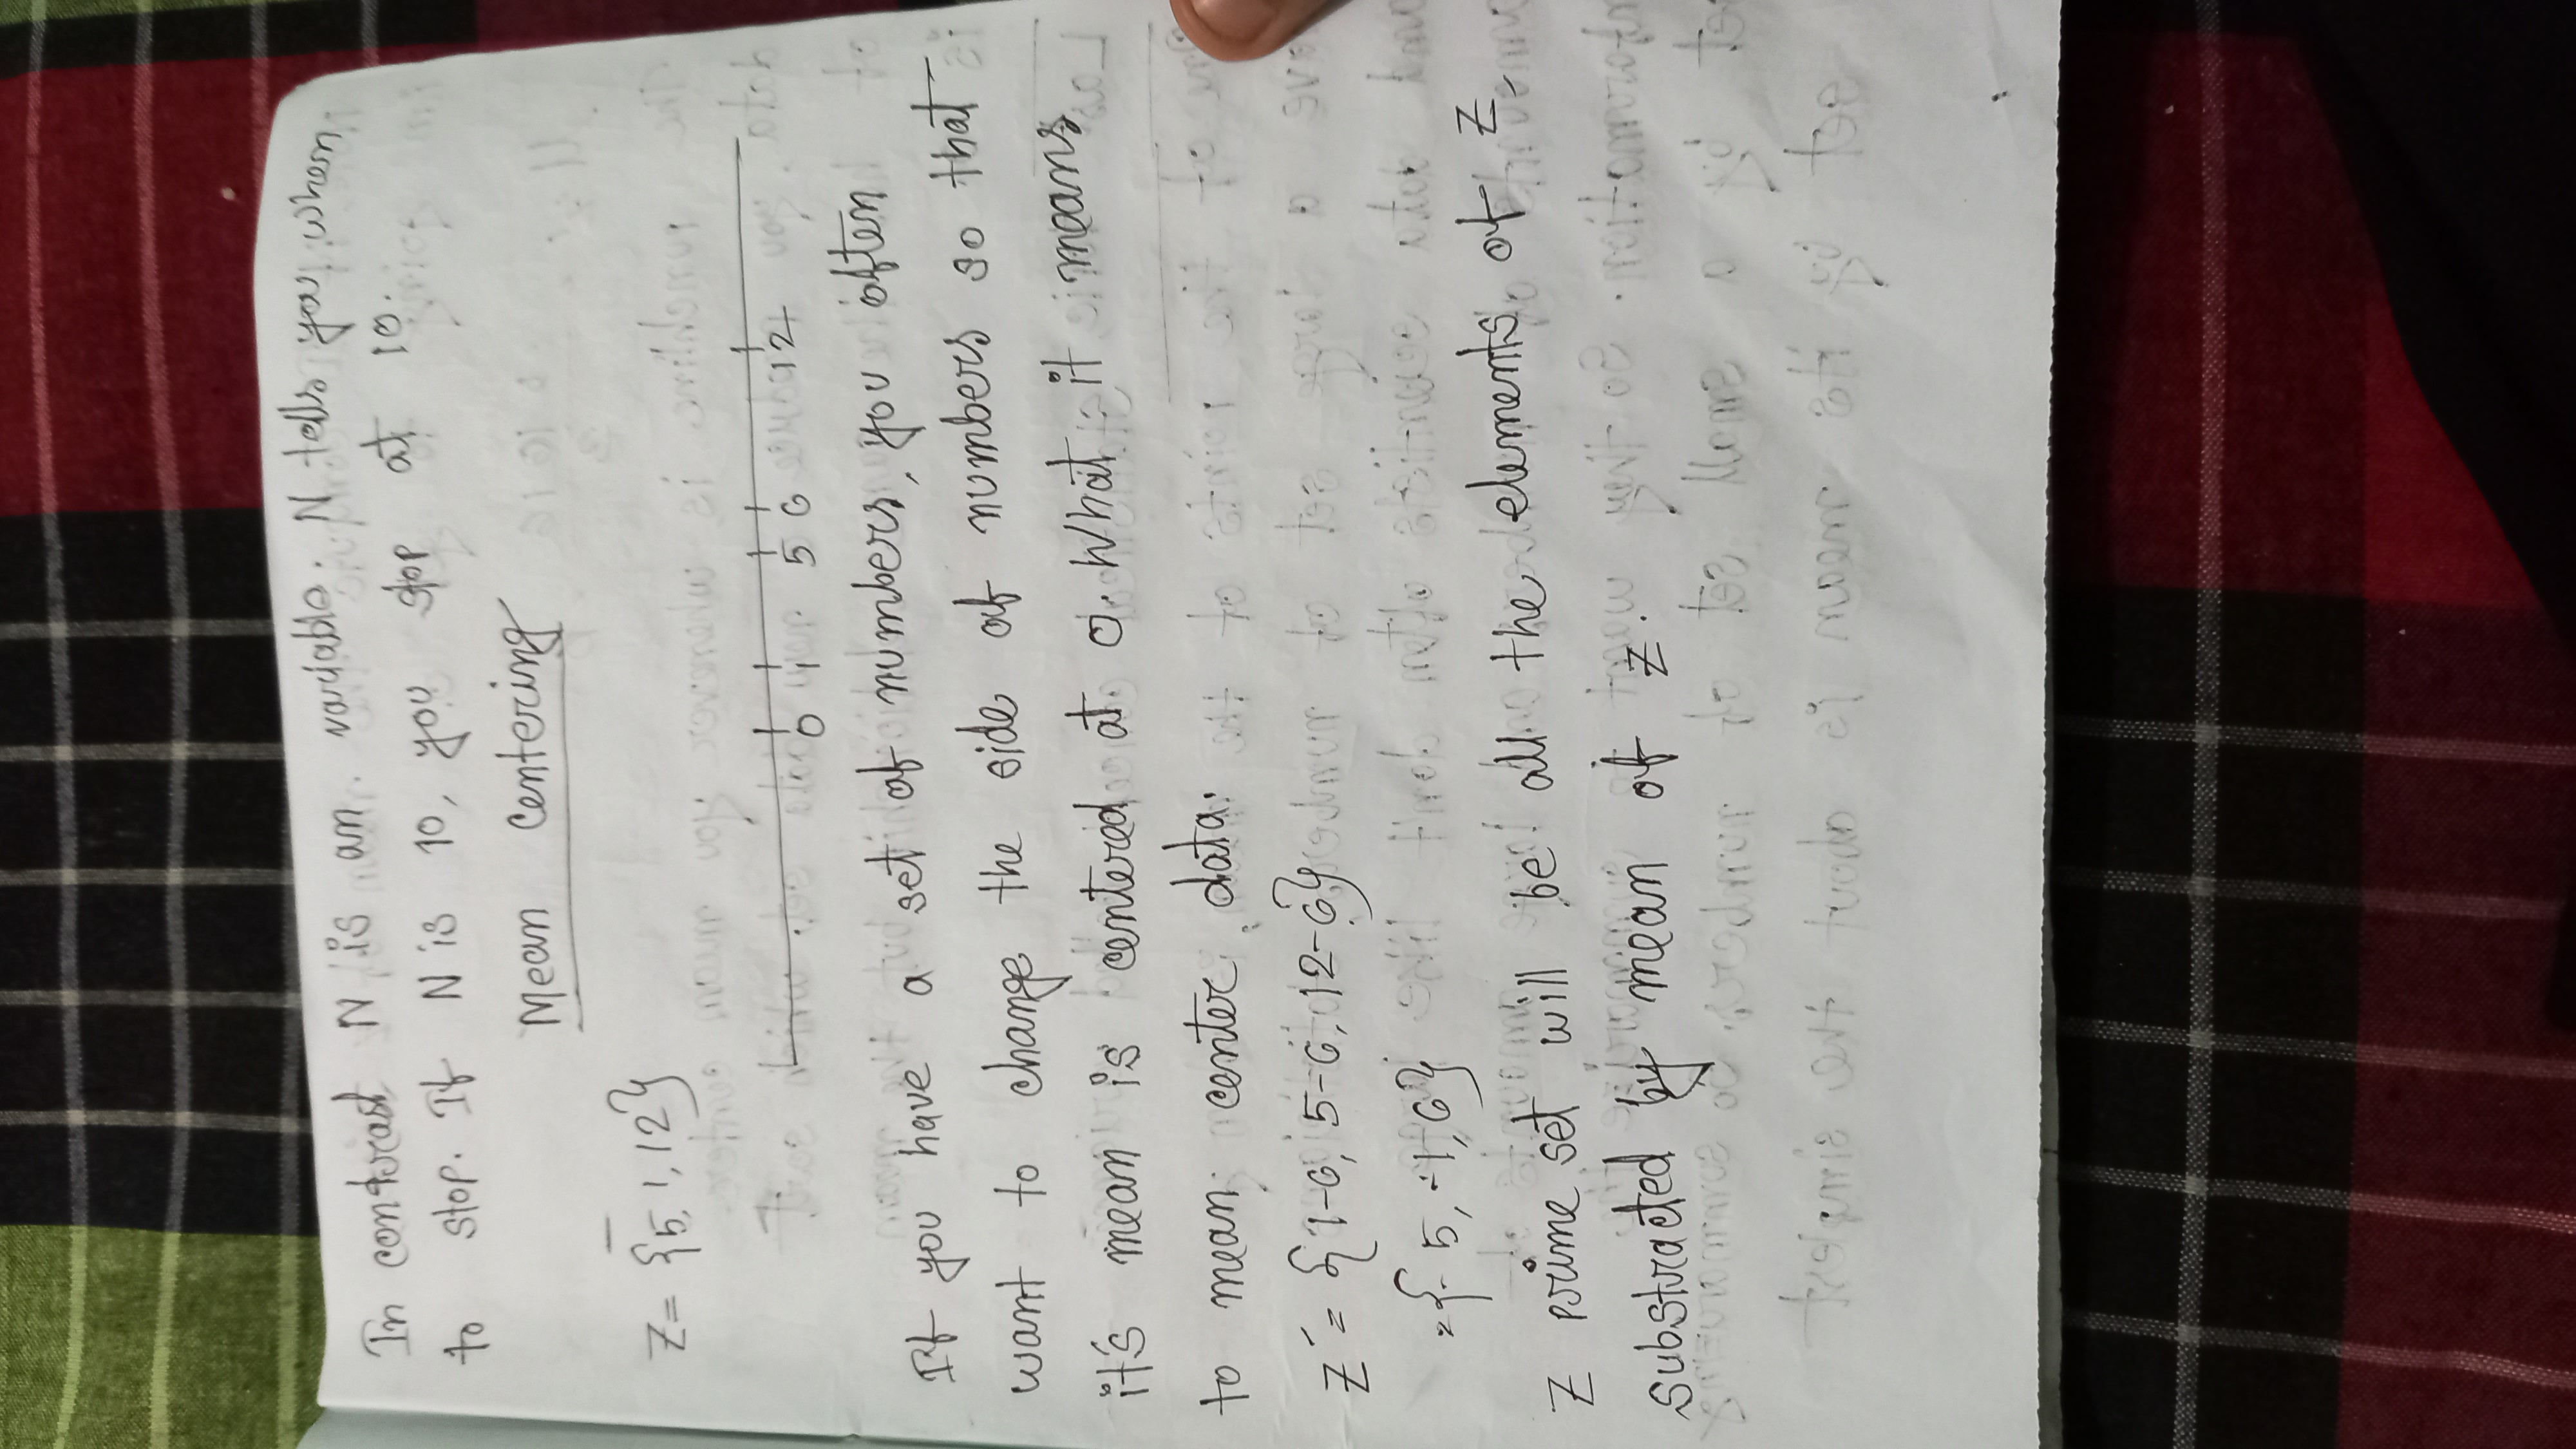 In contrast N is an variable. N tells you when
to stop. If N is 10, you stop at 10.
Mean Centering
Z= {5, 1, 12}
0 1 5 6 12
If you have a set of numbers, you often
want to change the side of numbers so that
it's mean is centered at 0. What it means
to mean center data.
Z′= {1-6, 5-6, 12-6}
={-5, -1, 6}
Z prime set will be all the elements of Z
substracted by mean of Z.